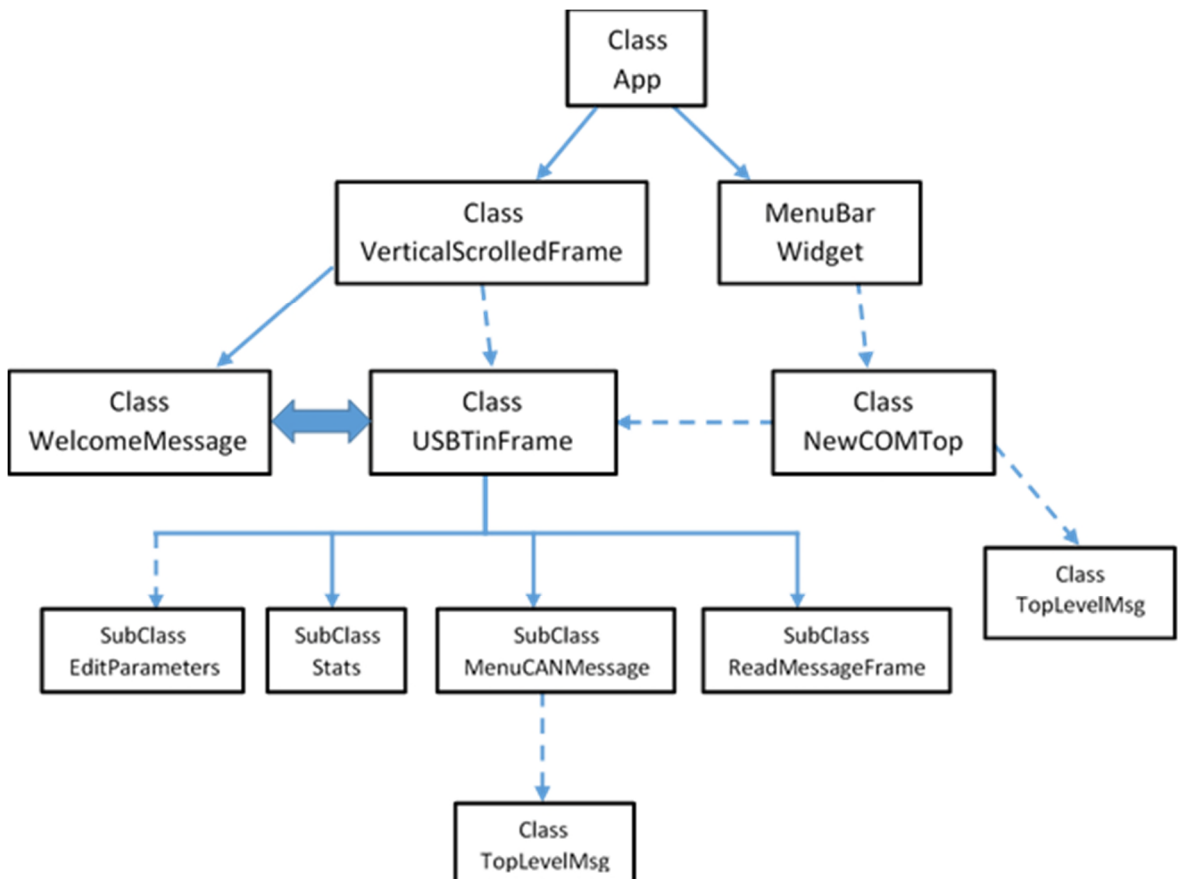 Class
App
Class
VerticalScrolledFrame
MenuBar
Widget
Class
WelcomeMessage
Class
USBTinFrame
Class
NewCOMTop
Class
TopLevelMsg
SubClass
EditParameters
SubClass
Stats
SubClass
MenuCANMessage
SubClass
ReadMessageFrame
Class
TopLevelMsg